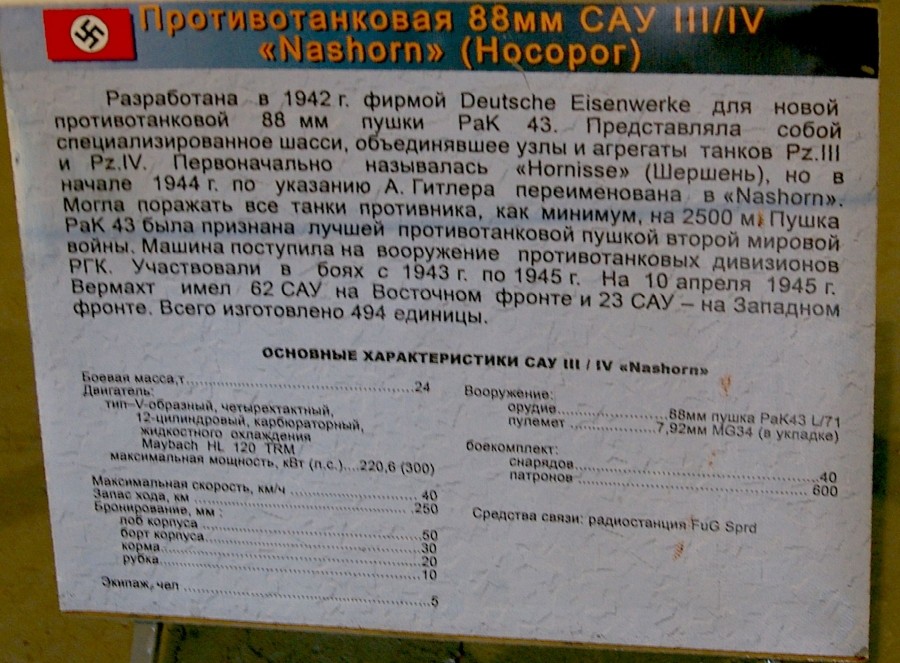 Противотанковая 88мм САУ III/IV
«Nashorn» (Носорог)
Разработана в 1942 г. фирмой Deutsche Eisenwerke для новой
противотанковой 88 мм пушки PaK 43. Представляла собой
специализированное шасси, объединявшее узлы и агрегаты танков Pz.III
и Pz.IV. Первоначально называлась «Hornisse» (Шершень), но в
начале 1944 г. по указанию А. Гитлера переименована в «Nashorn».
Могла поражать все танки противника, как минимум, на 2500 м. Пушка
PaK 43 была признана лучшей противотанковой пушкой второй мировой
войны. Машина поступила на вооружение противотанковых дивизионов
РГК. Участвовали в боях с 1943 г. по 1945 г. На 10 апреля 1945 г.
Вермахт имел 62 САУ на Восточном фронте и 23 САУ – на Западном
фронте. Всего изготовлено 494 единицы.
ОСНОВНЫЕ ХАРАКТЕРИСТИКИ САУ III / IV «Nashorn»
Боевая масса,т...24
Двигатель:
тип–V-образный, четырехтактный,
12-цилиндровый, карбюраторный,
жидкостного охлаждения
Maybach HL 120 TRM
максимальная мощность, кВт (л.с.)....220,6 (300)
Максимальная скорость, км/ч ...40
Запас хода, км ...250
Бронирование, мм :
лоб корпуса ...50
борт корпуса...30
корма...20
рубка...10
Экипаж, чел ...5
Вооружение:
орудие...88мм пушка PaK43 L/71
пулемет ...7,92мм MG34 (в укладке)
боекомплект:
снарядов...40
патронов...600
Средства связи: радиостанция FuG Sprd